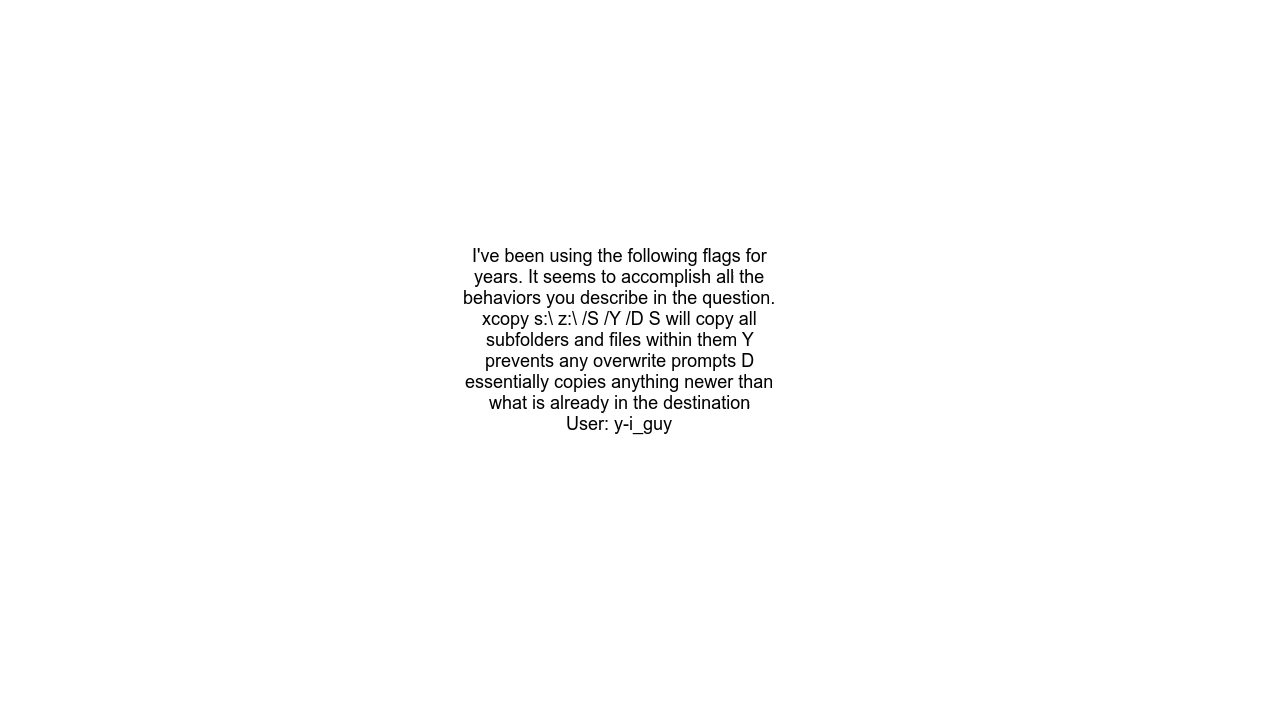 I've been using the following flags for
years. It seems to accomplish all the
behaviors you describe in the question.
xcopy s:\ z:\ /S /Y /D S will copy all
subfolders and files within them Y
prevents any overwrite prompts D
essentially copies anything newer than
what is already in the destination
User: y-i_guy